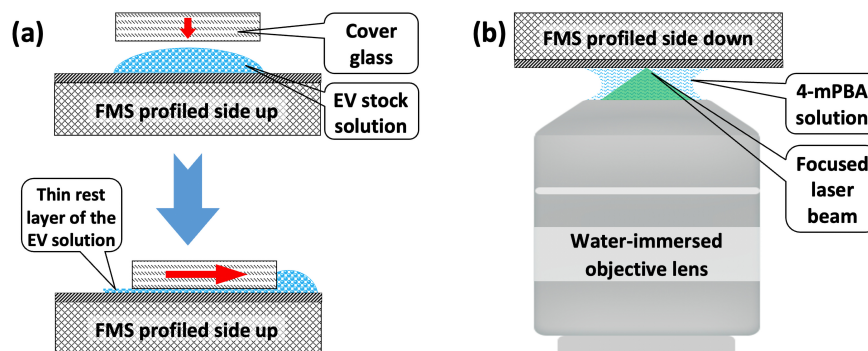 (a)
Cover
glass
EV stock
solution
FMS profiled side up
Thin rest
layer of the
EV solution
FMS profiled side up
(b)
FMS profiled side down
4-mPBA
solution
Focused
laser
beam
Water-immersed
objective lens